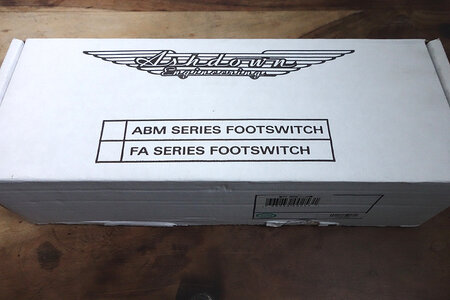 Ashdown
Engineering
ABM SERIES FOOTSWITCH
FA SERIES FOOTSWITCH